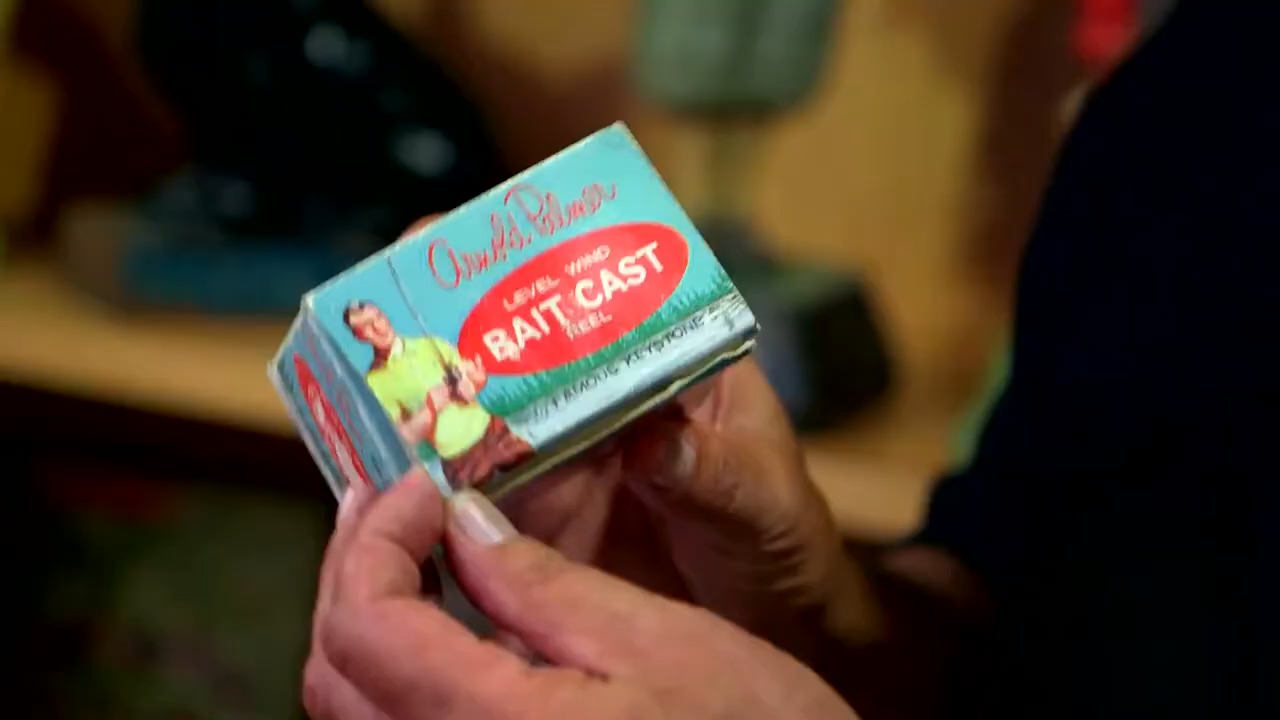 Arnold Palmer
LEVEL WIND
BAIT CAST
REEL
FAMOUS KEYSTONE